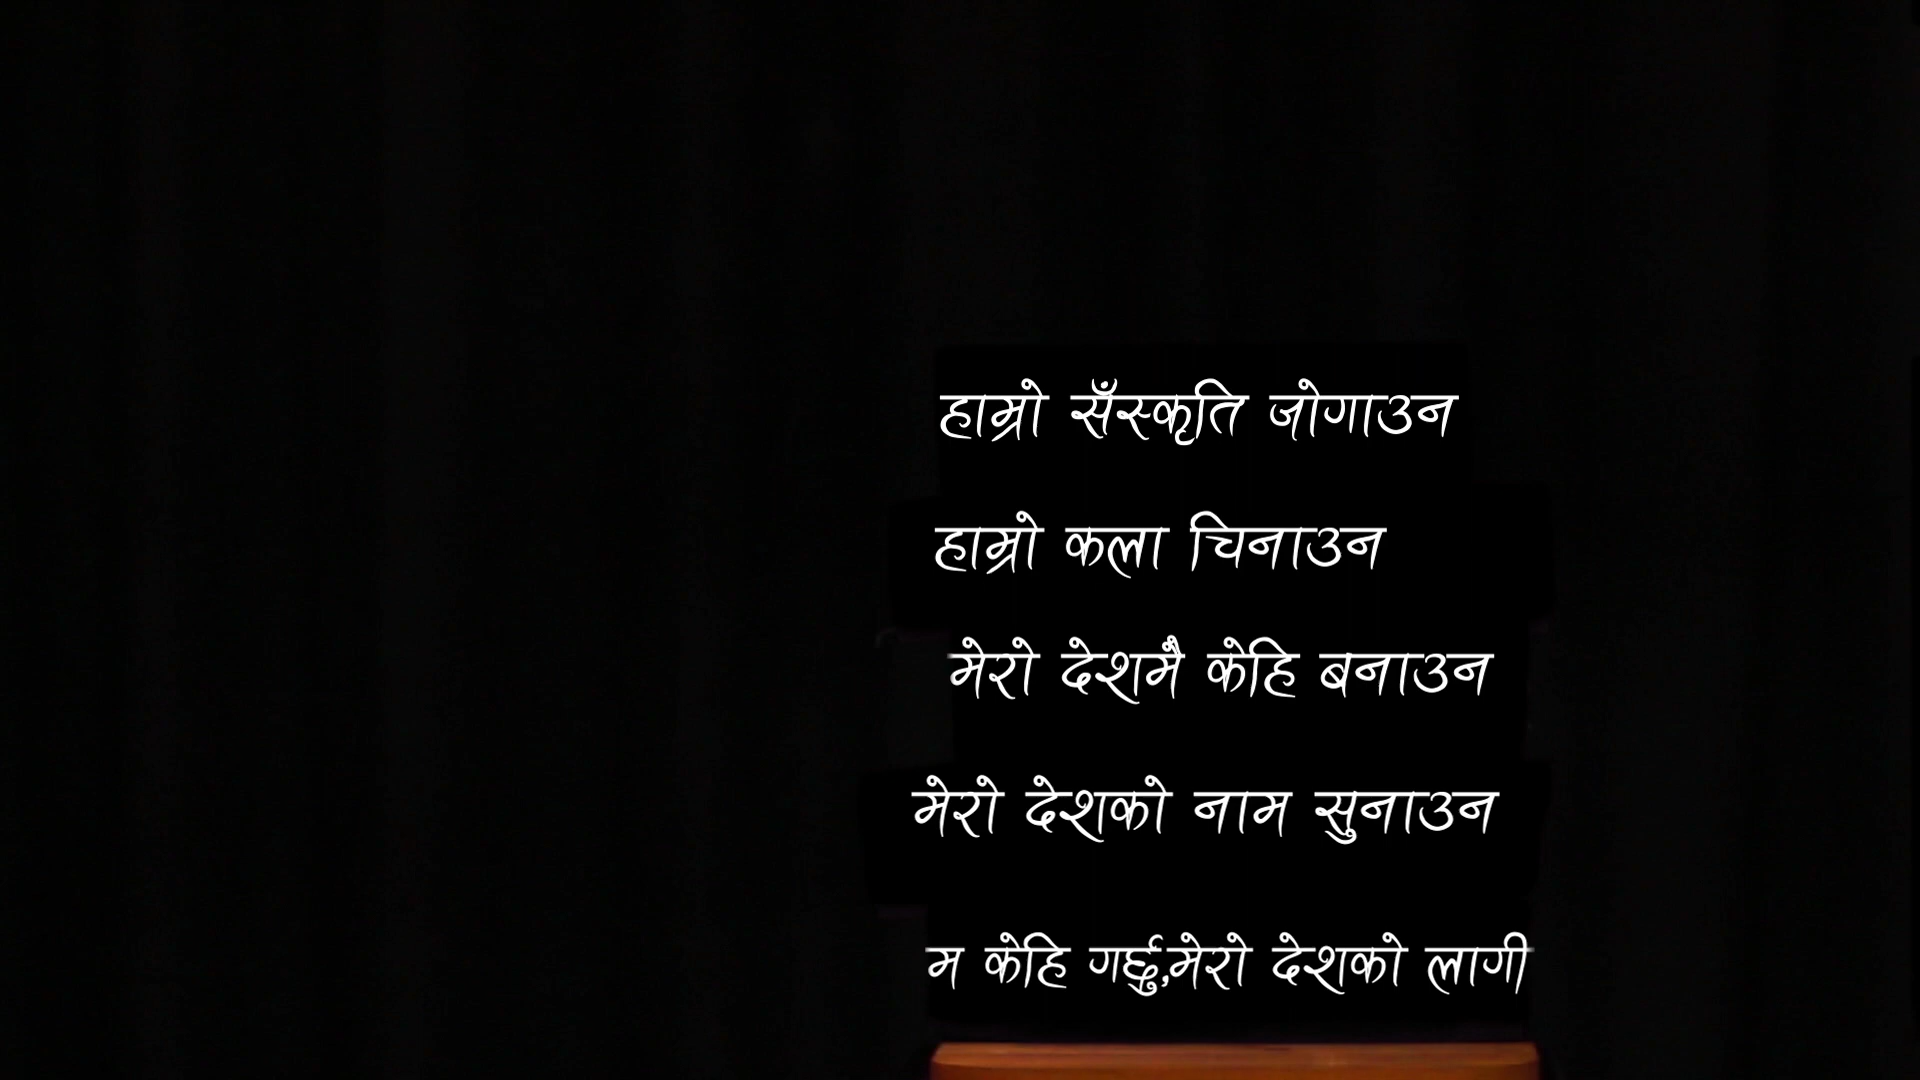 हाम्रो सँस्कृति जोगाउन
हाम्रो कला चिनाउन
मेरो देशमै केहि बनाउन
मेरो देशको नाम सुनाउन
म केहि गर्छु,मेरो देशको लागी